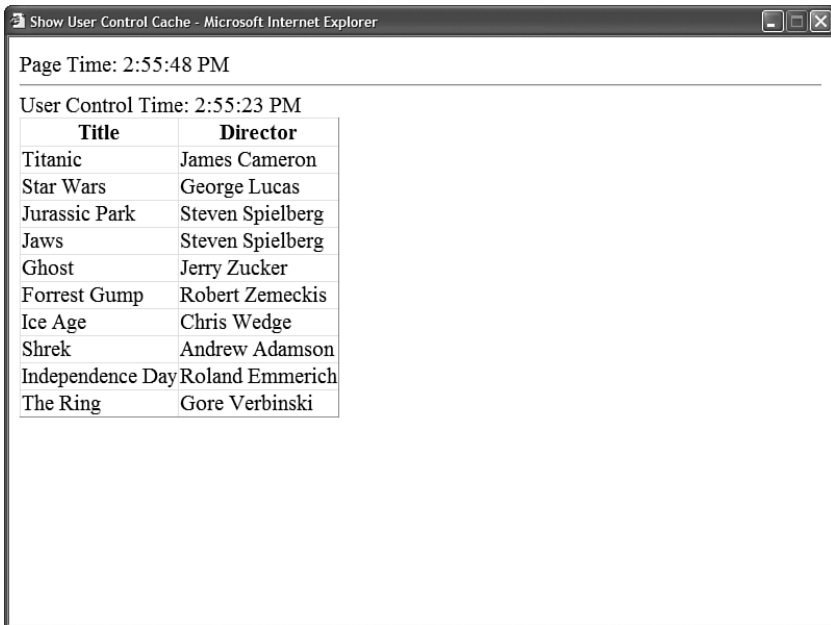 Show User Control Cache - Microsoft Internet Explorer
Page Time: 2:55:48 PM
User Control Time: 2:55:23 PM
Title Director
Titanic James Cameron
Star Wars George Lucas
Jurassic Park Steven Spielberg
Jaws Steven Spielberg
Ghost Jerry Zucker
Forrest Gump Robert Zemeckis
Ice Age Chris Wedge
Shrek Andrew Adamson
Independence Day Roland Emmerich
The Ring Gore Verbinski